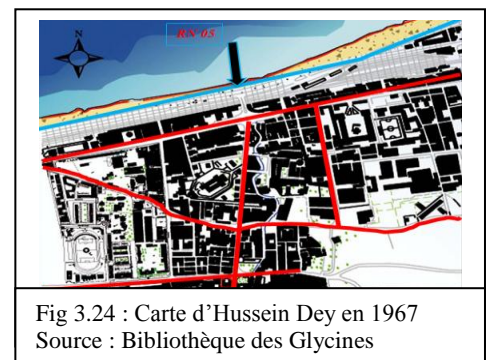 N
RN 05
Fig 3.24 : Carte d’Hussein Dey en 1967
Source : Bibliothèque des Glycines